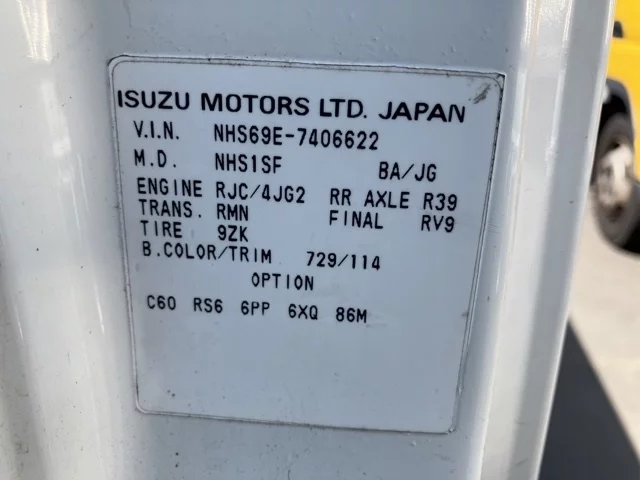 ISUZU MOTORS LTD. JAPAN
V.I.N. NHS69E-7406622
M.D. NHS1SF BA/JG
ENGINE RJC/4JG2 RR AXLE R39
TRANS. RMN FINAL RV9
TIRE 9ZK
B.COLOR/TRIM 729/114
OPTION
C60 RS6 6PP 6XQ 86M